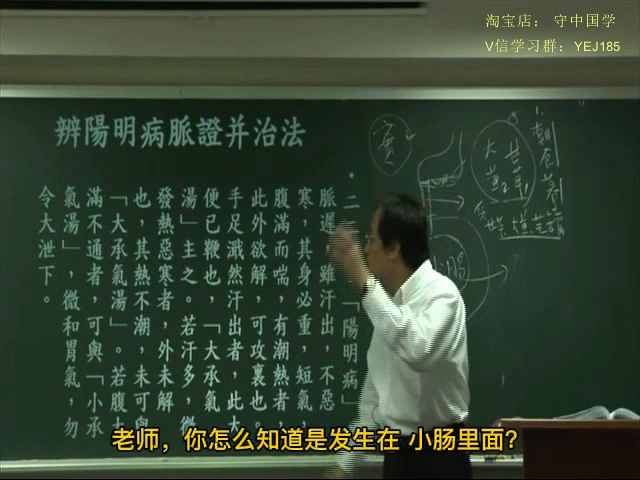 淘宝店： 守中国学
V信学习群：YEJ185
辨陽明病脈證并治法
「陽明病」
脈遲，雖汗出，不惡
寒，其身必重，短氣，
腹滿而喘，有潮熱者，
此外欲解，可攻裏也。
手足濈然汗出者，此大
便已鞕也，「大承氣
湯」主之。若汗多，微
發熱惡寒者，外未解
也，其熱不潮，未可與
「大承氣湯」。若腹大
滿不通者，可與「小承
氣湯」，微和胃氣，勿
令大泄下。
實
小腸
老师，你怎么知道是发生在 小肠里面？